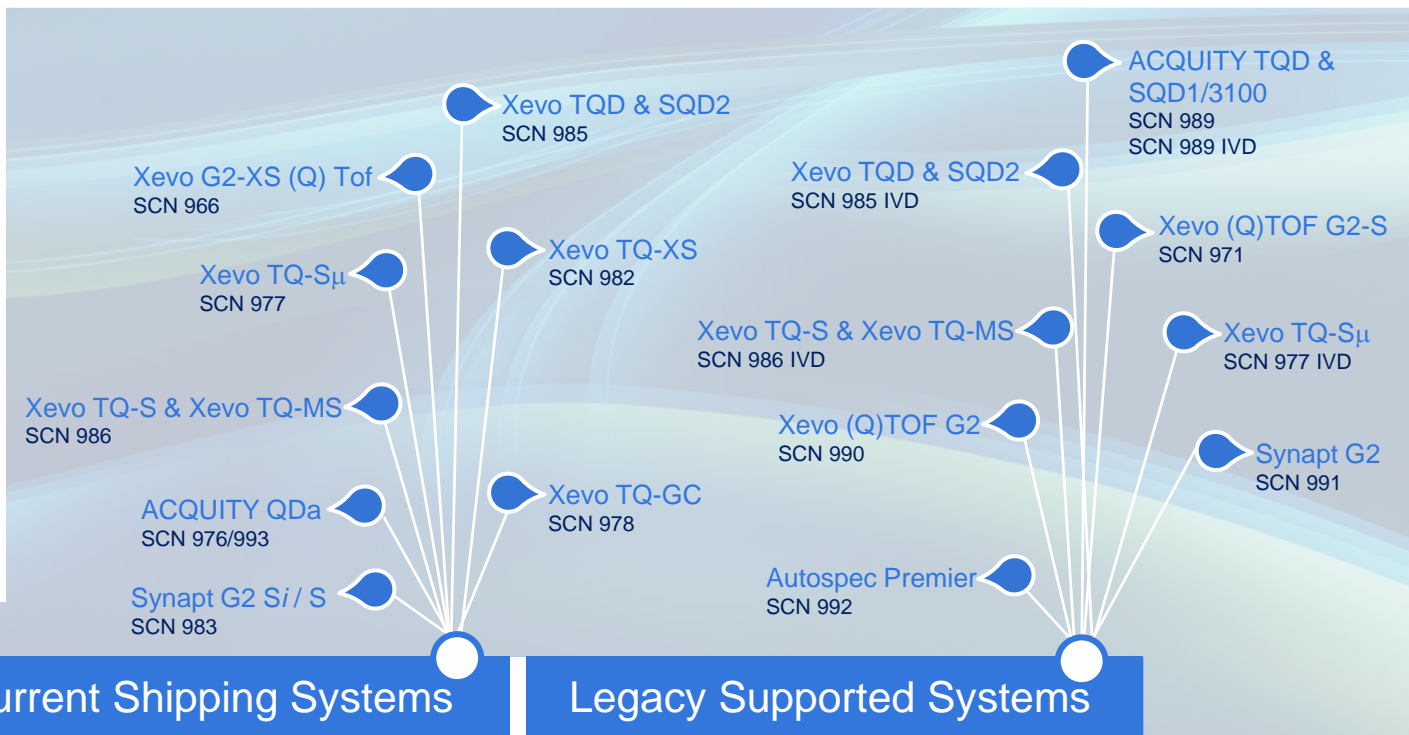 Xevo TQD & SQD2
SCN 985
Xevo G2-XS (Q) Tof
SCN 966
Xevo TQ-XS
SCN 982
Xevo TQ-Sμ
SCN 977
Xevo TQ-S & Xevo TQ-MS
SCN 986
Xevo TQ-GC
SCN 978
ACQUITY QDa
SCN 976/993
Synapt G2 Si / S
SCN 983
urrent Shipping Systems
ACQUITY TQD &
SQD1/3100
SCN 989
SCN 989 IVD
Xevo TQD & SQD2
SCN 985 IVD
Xevo (Q)TOF G2-S
SCN 971
Xevo TQ-S & Xevo TQ-MS
SCN 986 IVD
Xevo TQ-Sμ
SCN 977 IVD
Xevo (Q)TOF G2
SCN 990
Synapt G2
SCN 991
Autospec Premier
SCN 992
Legacy Supported Systems